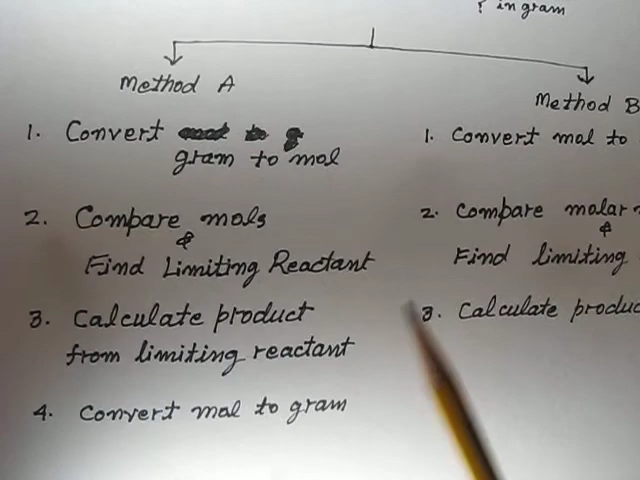 ? in gram
Method A
Method B
1. Convert
gram to mol
2. Compare mols
&
Find Limiting Reactant
3. Calculate product
from limiting reactant
4. Convert mol to gram
1. Convert mol to
2. Compare molar
&
Find limiting
3. Calculate produc